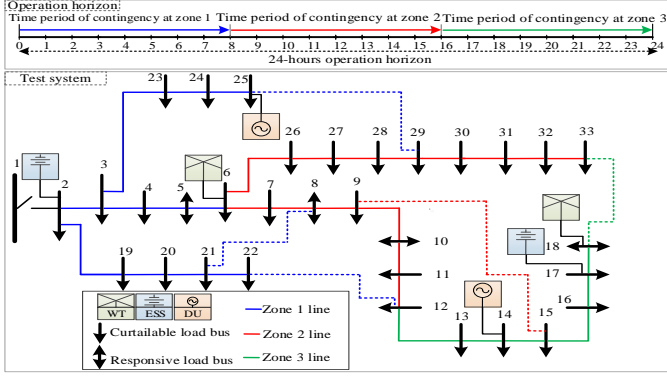 Operation horizon
Time period of contingency at zone 1 Time period of contingency at zone 2 Time period of contingency at zone 3
0 1 2 3 4 5 6 7 8 9 10 11 12 13 14 15 16 17 18 19 20 21 22 23 24
24-hours operation horizon
Test system
23 24 25
26 27 28 29 30 31 32 33
1 2 3 4 5 6 7 8 9
10
11
12
19 20 21 22
18
17
16
13 14 15
WT ESS DU
Curtailable load bus
Responsive load bus
Zone 1 line
Zone 2 line
Zone 3 line